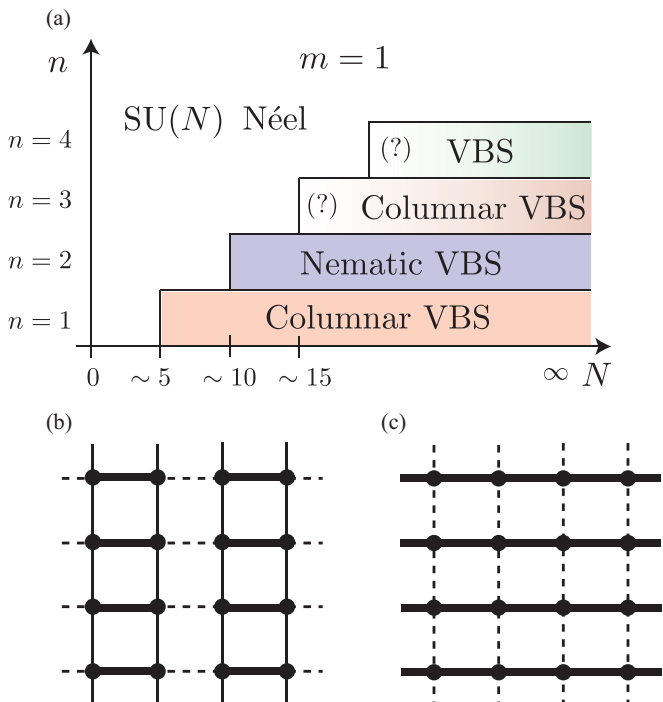 (a)
n
m = 1
SU(N) Néel
n = 4
(?) VBS
n = 3
(?) Columnar VBS
n = 2
Nematic VBS
n = 1
Columnar VBS
0 ∼ 5 ∼ 10 ∼ 15 ∞ N
(b) (c)